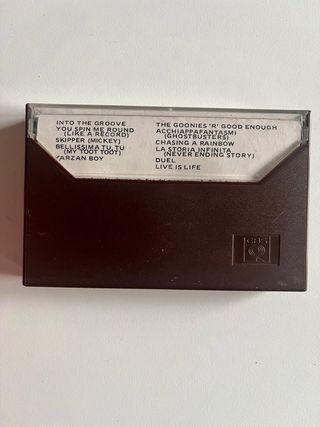 INTO THE GROOVE
YOU SPIN ME ROUND
(LIKE A RECORD)
SKIPPER (MICKEY)
BELLISSIMA TU, TU
(MY TOOT TOOT)
TARZAN BOY
THE GOONIES 'R' GOOD ENOUGH
ACCHIAPPAFANTASMI
(GHOSTBUSTERS)
CHASING A RAINBOW
LA STORIA INFINITA
(NEVER ENDING STORY)
DUEL
LIVE IS LIFE
CBS